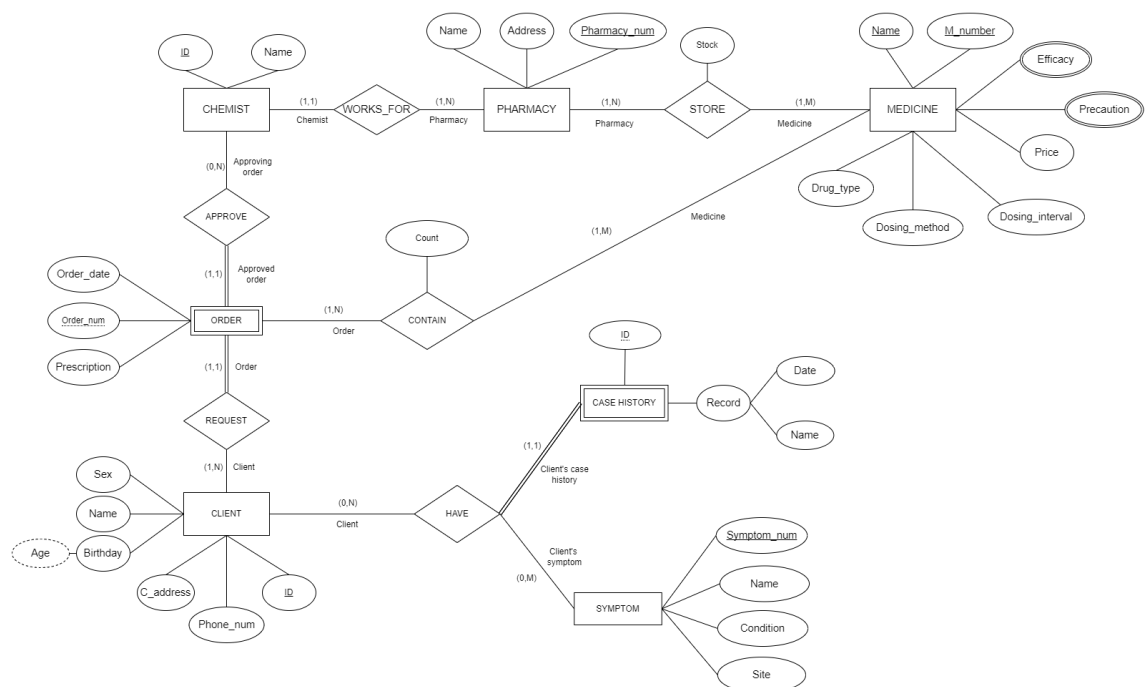 Name
Address
Pharmacy_num
Stock
Name
M_number
ID
Name
Efficacy
CHEMIST
(1,1)
Chemist
WORKS_FOR
(1,N)
Pharmacy
PHARMACY
(1,N)
Pharmacy
STORE
(1,M)
Medicine
MEDICINE
Precaution
Price
(0,N)
Approving
order
Drug_type
Dosing_method
Dosing_interval
APPROVE
Count
(1,M)
Medicine
Order_date
(1,1)
Approved
order
Order_num
ORDER
(1,N)
Order
CONTAIN
Prescription
(1,1)
Order
ID
CASE HISTORY
Record
Date
Name
REQUEST
(1,1)
Client's case
history
(1,N)
Client
Sex
Name
Birthday
Age
CLIENT
(0,N)
Client
HAVE
Client's
symptom
(0,M)
Symptom_num
Name
C_address
Phone_num
ID
SYMPTOM
Condition
Site